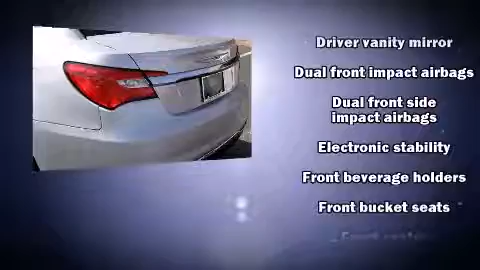 Driver vanity mirror
Dual front impact airbags
Dual front side
impact airbags
Electronic stability
Front beverage holders
Front bucket seats